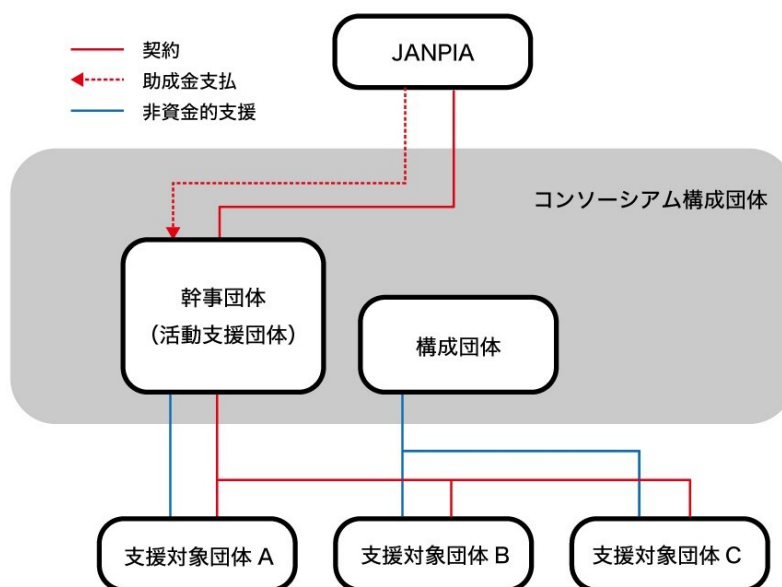 契約
助成金支払
非資金的支援
JANPIA
コンソーシアム構成団体
幹事団体
（活動支援団体）
構成団体
支援対象団体 A
支援対象団体 B
支援対象団体 C